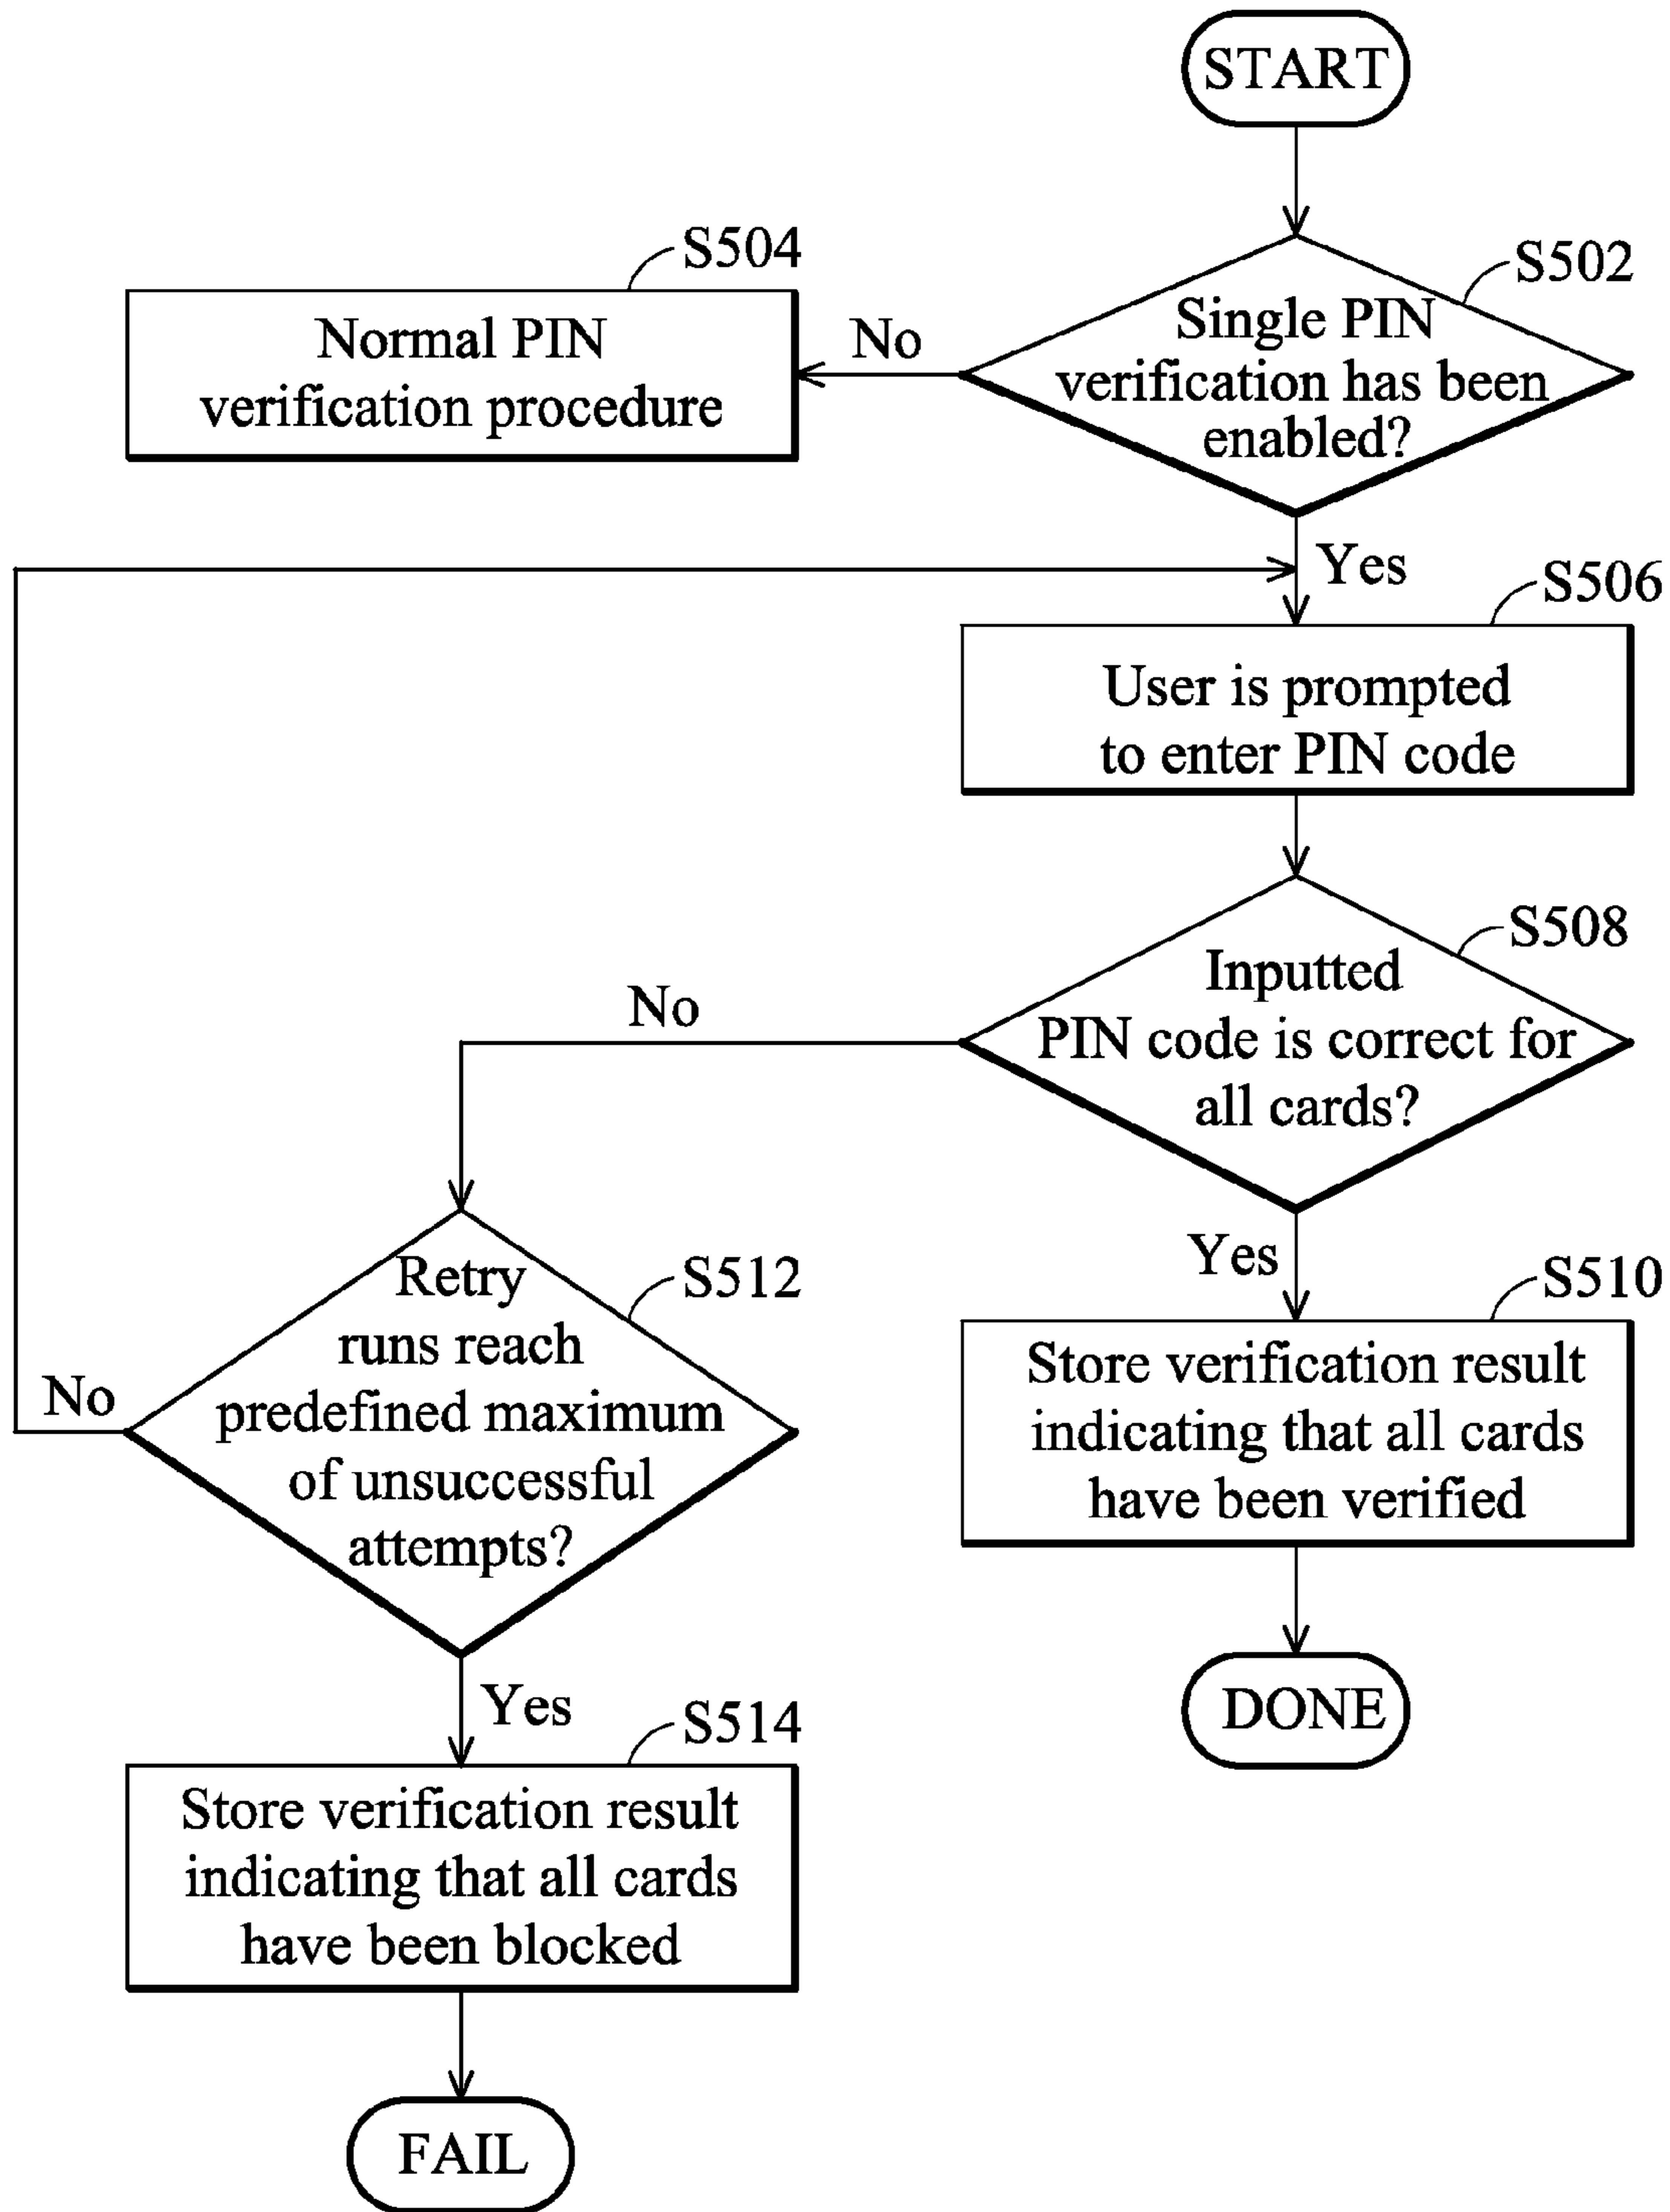 START
S502
Single PIN
verification has been
enabled?
No
S504
Normal PIN
verification procedure
Yes
S506
User is prompted
to enter PIN code
S508
Inputted
PIN code is correct for
all cards?
No
Yes
S510
Store verification result
indicating that all cards
have been verified
DONE
S512
Retry
runs reach
predefined maximum
of unsuccessful
attempts?
No
Yes
S514
Store verification result
indicating that all cards
have been blocked
FAIL